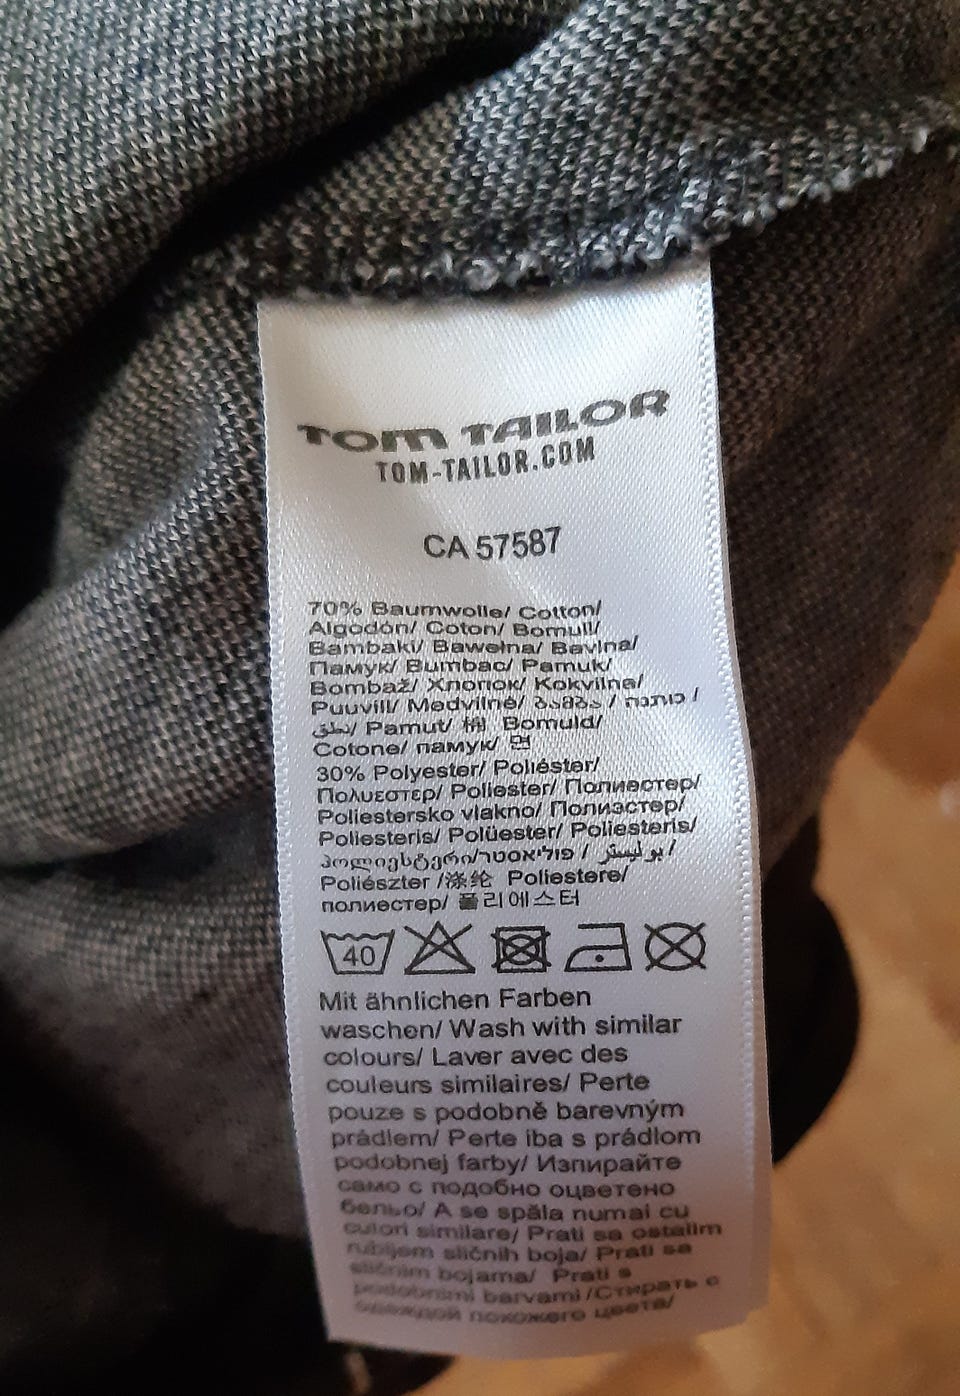 TOM TAILOR
TOM-TAILOR.COM
CA 57587
70% Baumwolle/ Cotton/
Algodón/ Coton/ Bomull/
Bambaki/ Bawełna/ Bavlna/
Памук/ Bumbac/ Pamuk/
Bombaž/ Хлопок/ Kokvilna/
Puuvill/ Medvilnė/ ბამბა / כותנה /
قطن/ Pamut/ 棉 Bomuld/
Cotone/ памук/ 면
30% Polyester/ Poliéster/
Πολυεστερ/ Poliester/ Полиестер/
Poliestersko vlakno/ Полиэстер/
Poliesteris/ Polüester/ Poliesteris/
პოლიესტერი/פוליאסטר / بوليستر/
Poliészter /涤纶 Poliestere/
полиестер/ 폴리에스터
40
Mit ähnlichen Farben
waschen/ Wash with similar
colours/ Laver avec des
couleurs similaires/ Perte
pouze s podobně barevným
prádlem/ Perte iba s prádlom
podobnej farby/ Изпирайте
само с подобно оцветено
бельо/ A se spăla numai cu
culori similare/ Prati sa ostalim
rubljem sličnih boja/ Prati sa
sličnim bojama/ Prati s
podobnimi barvami /Стирать с
одеждой похожего цвета/